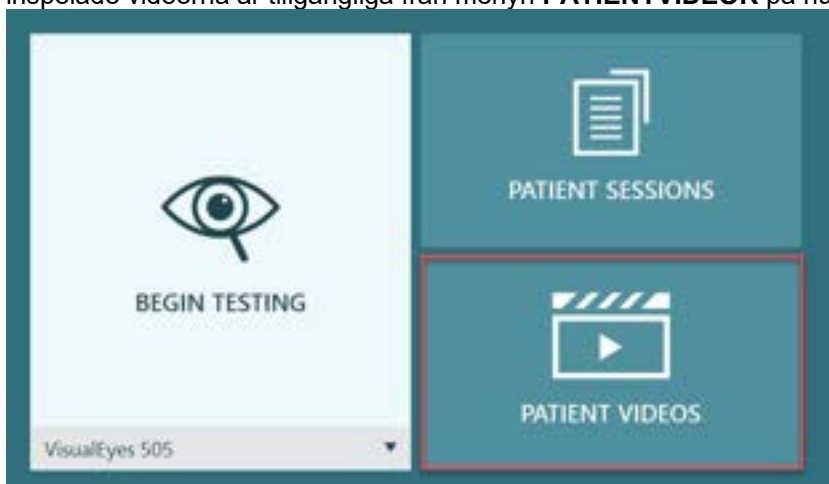 inspelade videorna är tillgängliga från menyn PATIENTVIDEOR på
PATIENT SESSIONS
BEGIN TESTING
PATIENT VIDEOS
VisualEyes 505